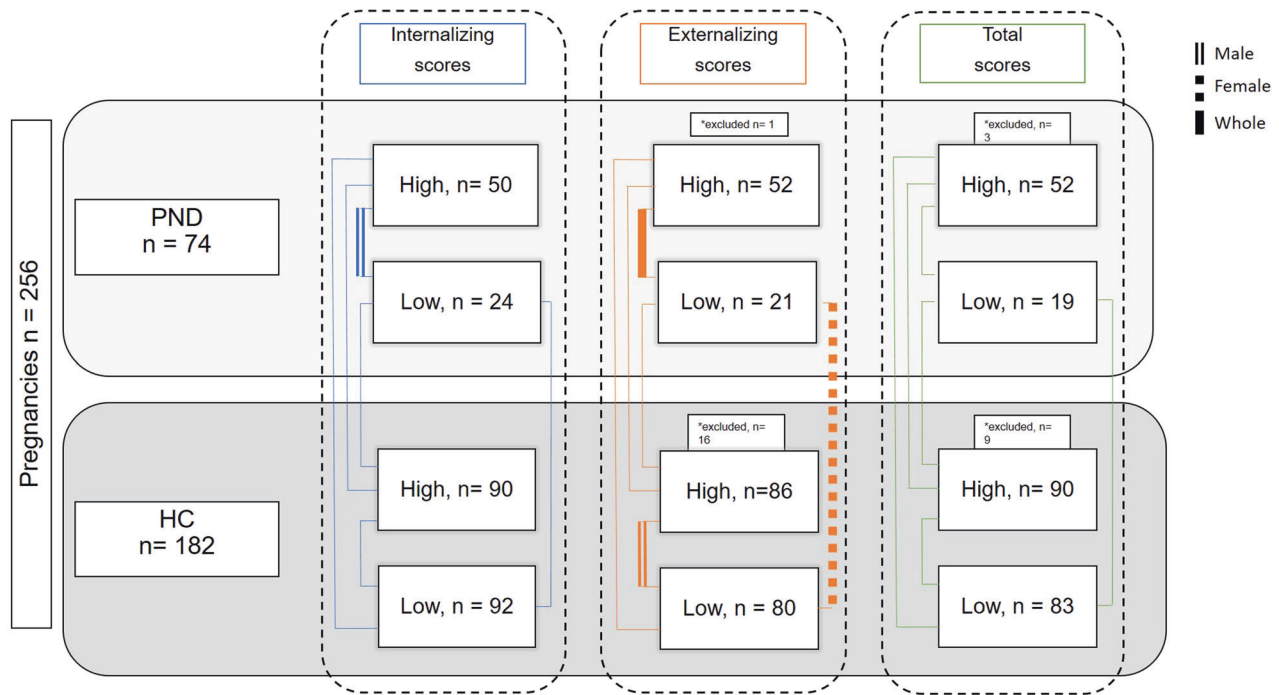 Internalizing
scores
Externalizing
scores
Total
scores
Male
Female
Whole
Pregnancies n = 256
PND
n = 74
*excluded n= 1
*excluded, n=
3
High, n= 50
High, n= 52
High, n= 52
Low, n = 24
Low, n = 21
Low, n = 19
HC
n= 182
*excluded, n=
16
*excluded, n=
9
High, n= 90
High, n=86
High, n= 90
Low, n = 92
Low, n = 80
Low, n = 83